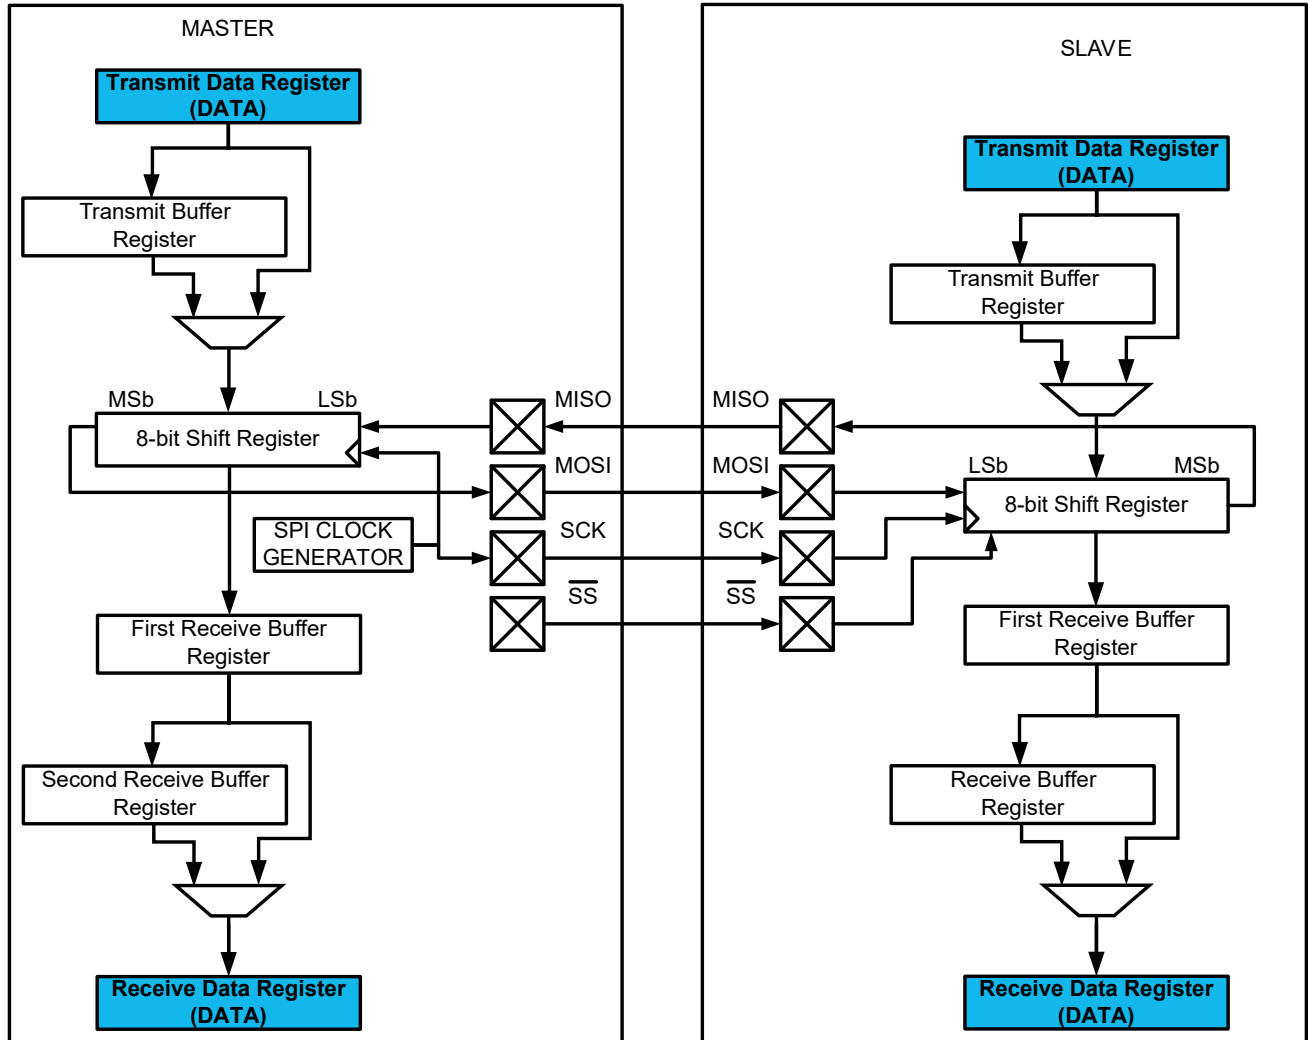 MASTER
Transmit Data Register
(DATA)
Transmit Buffer
Register
MSb
LSb
8-bit Shift Register
SPI CLOCK
GENERATOR
First Receive Buffer
Register
Second Receive Buffer
Register
Receive Data Register
(DATA)
MISO
MOSI
SCK
SS
MISO
MOSI
SCK
SS
SLAVE
Transmit Data Register
(DATA)
Transmit Buffer
Register
LSb
MSb
8-bit Shift Register
First Receive Buffer
Register
Receive Buffer
Register
Receive Data Register
(DATA)